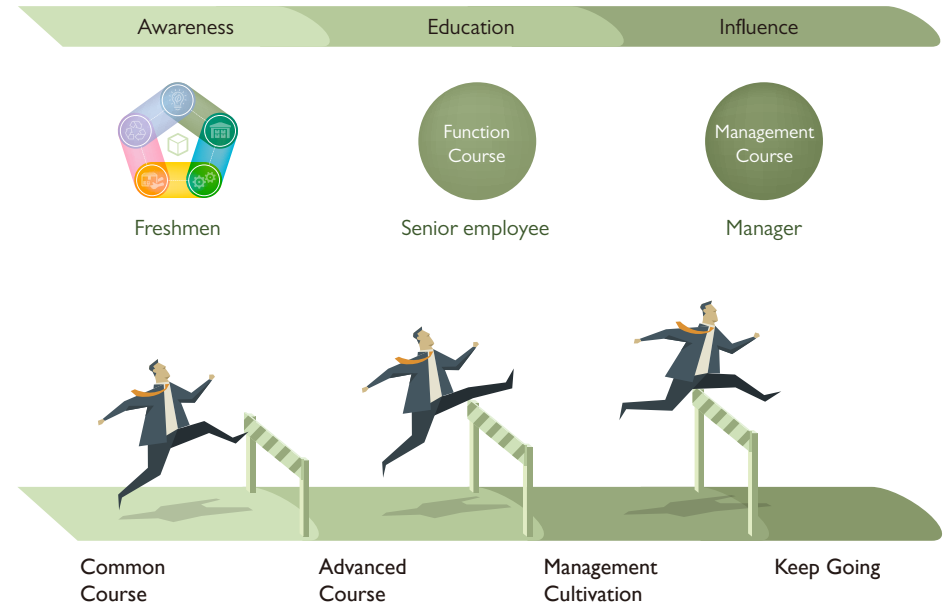 Awareness
Education
Influence
Function
Course
Management
Course
Freshmen
Senior employee
Manager
Common
Course
Advanced
Course
Management
Cultivation
Keep Going